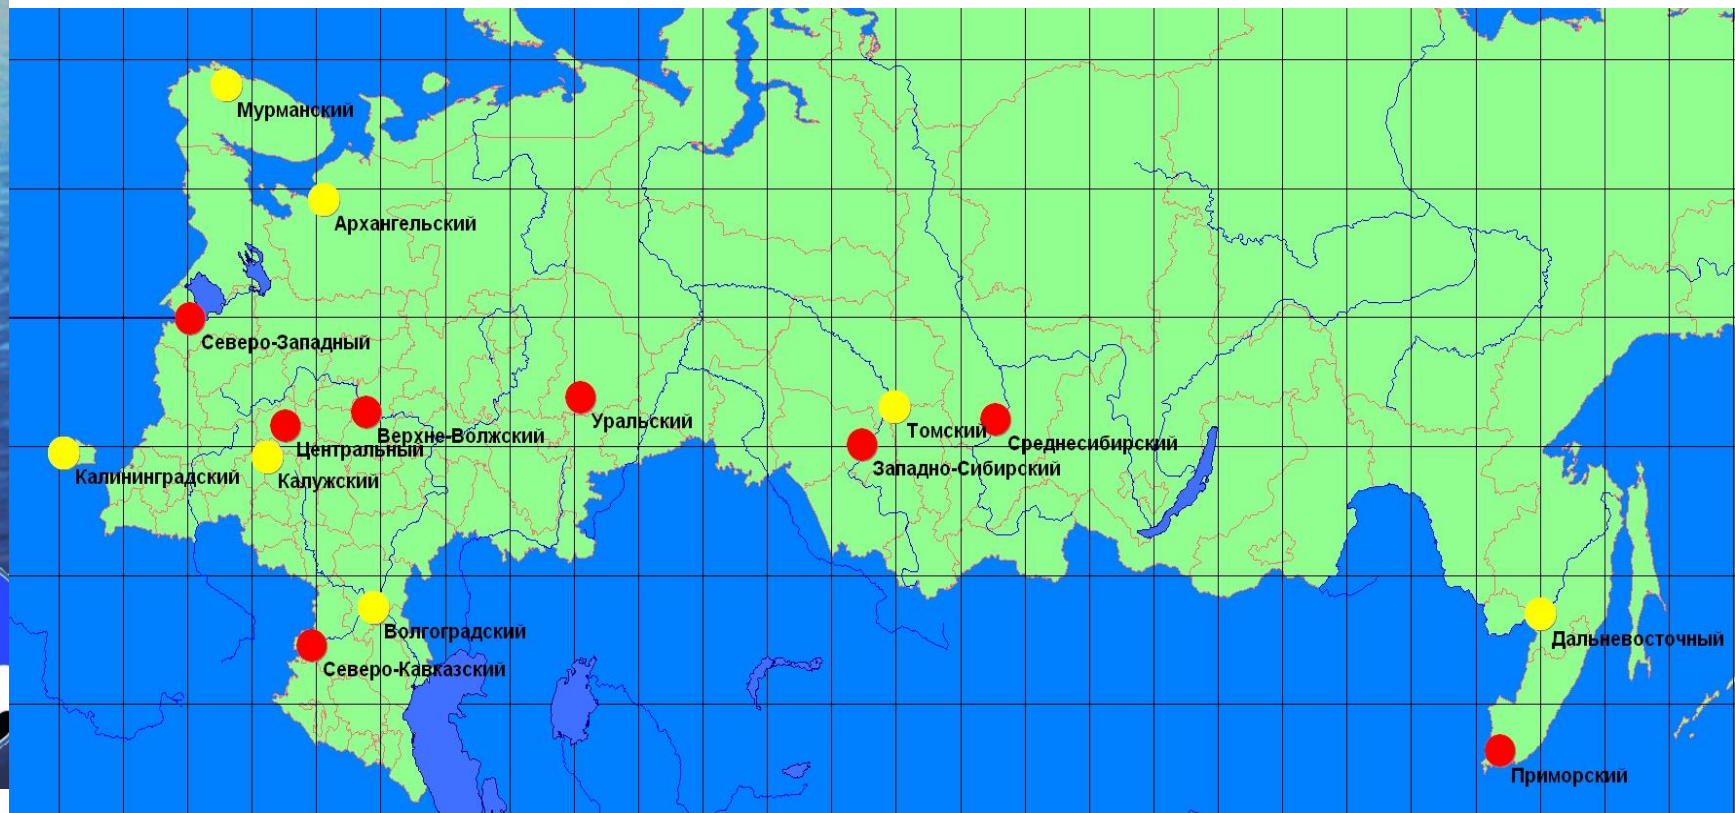 Мурманский
Архангельский
Северо-Западный
Уральский
Верхне-Волжский
Томский
Среднесибирский
Центральный
Западно-Сибирский
Калининградский
Калужский
Волгоградский
Дальневосточный
Северо-Кавказский
Приморский